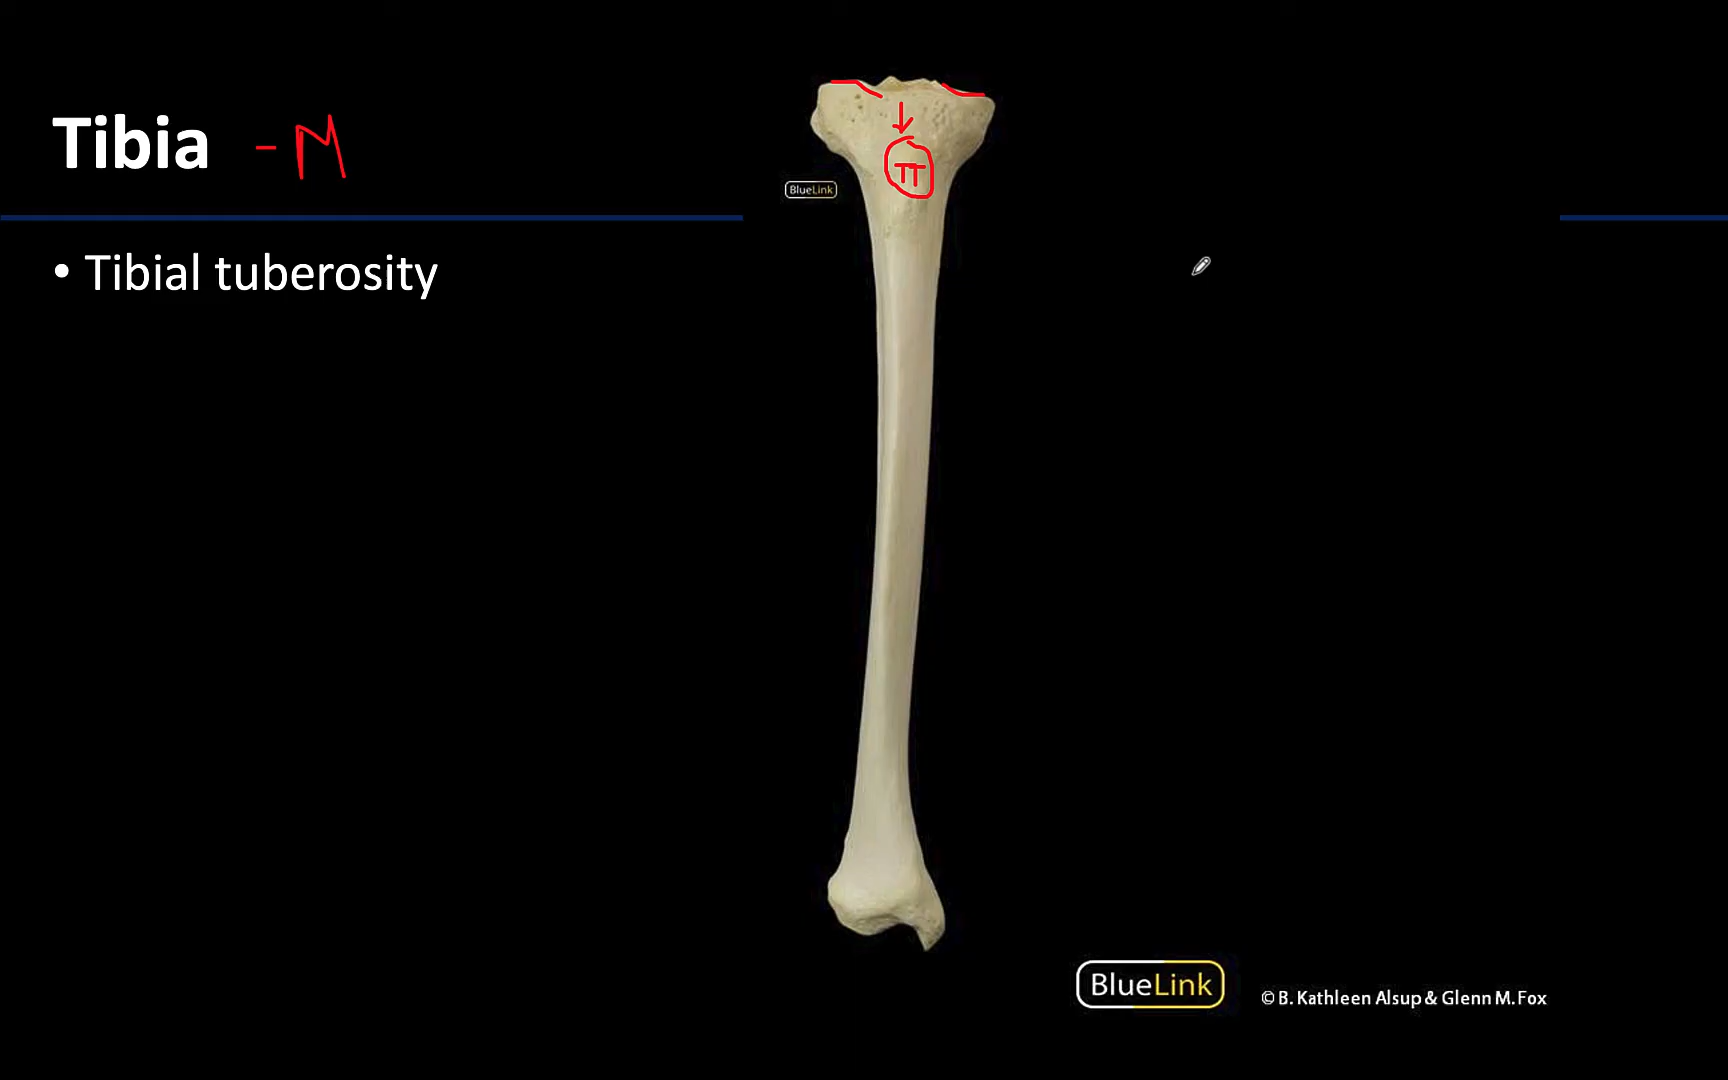 Tibia - M
TT
BlueLink
• Tibial tuberosity
BlueLink
© B. Kathleen Alsup & Glenn M. Fox